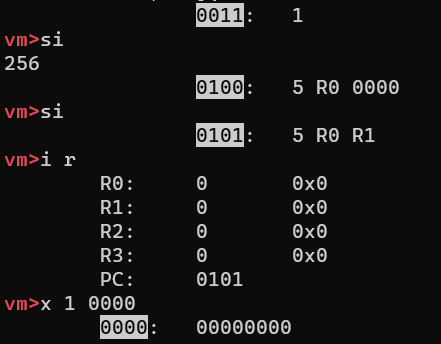 0011: 1
vm>si
256
0100: 5 R0 0000
vm>si
0101: 5 R0 R1
vm>i r
R0: 0 0x0
R1: 0 0x0
R2: 0 0x0
R3: 0 0x0
PC: 0101
vm>x 1 0000
0000: 00000000